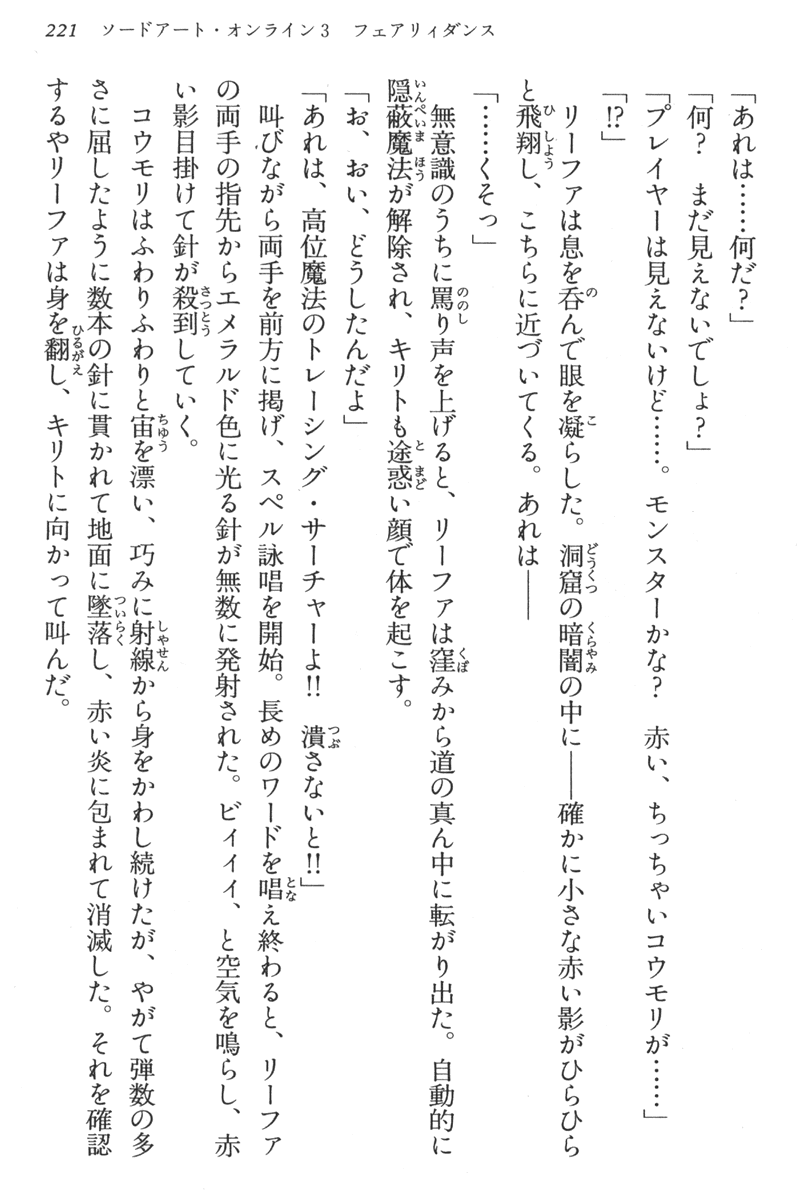 221　ソードアート・オンライン3　フェアリィダンス
「あれは……何だ？」
「何？　まだ見えないでしょ？」
「プレイヤーは見えないけど……。モンスターかな？　赤い、ちっちゃいコウモリが……」
「!?」
　リーファは息を呑んで眼を凝らした。洞窟の暗闇の中に――確かに小さな赤い影がひらひら
と飛翔し、こちらに近づいてくる。あれは――
「……くそっ」
　無意識のうちに罵り声を上げると、リーファは窪みから道の真ん中に転がり出た。自動的に
隠蔽魔法が解除され、キリトも途惑い顔で体を起こす。
「お、おい、どうしたんだよ」
「あれは、高位魔法のトレーシング・サーチャーよ!!　潰さないと!!」
　叫びながら両手を前方に掲げ、スペル詠唱を開始。長めのワードを唱え終わると、リーファ
の両手の指先からエメラルド色に光る針が無数に発射された。ビィィィ、と空気を鳴らし、赤
い影目掛けて針が殺到していく。
　コウモリはふわりふわりと宙を漂い、巧みに射線から身をかわし続けたが、やがて弾数の多
さに屈したように数本の針に貫かれて地面に墜落し、赤い炎に包まれて消滅した。それを確認
するやリーファは身を翻し、キリトに向かって叫んだ。